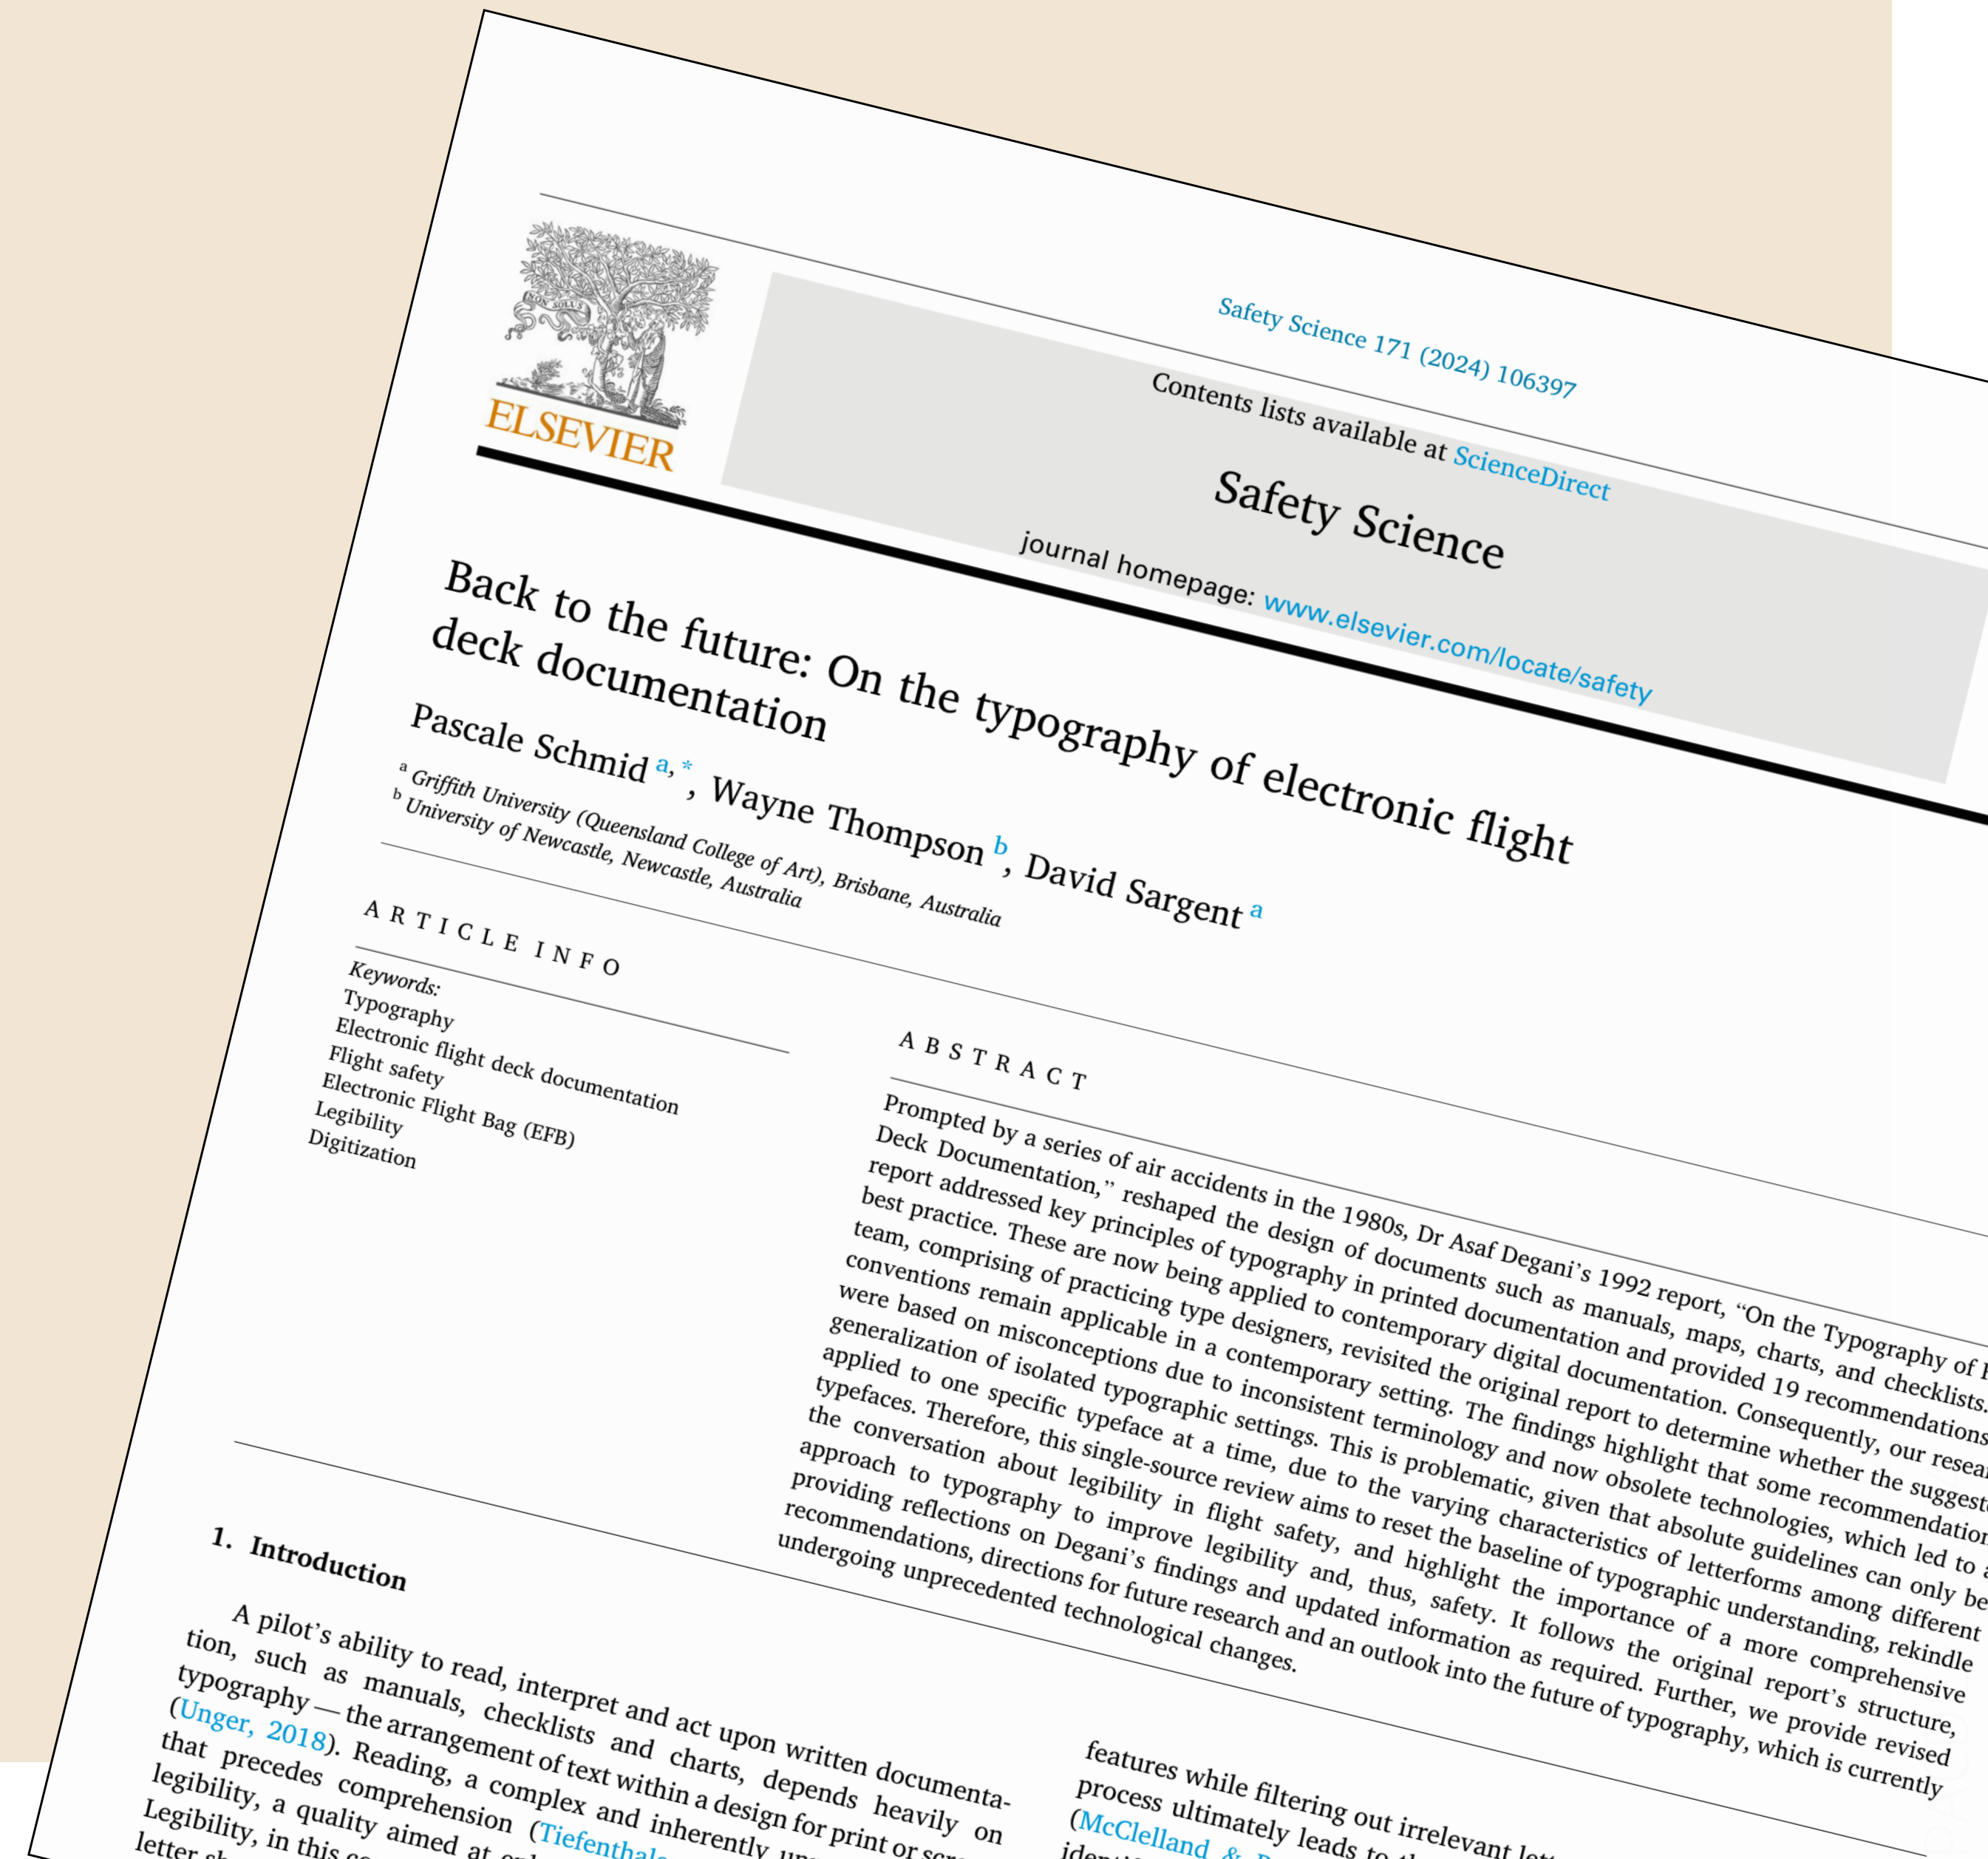 Safety Science 171 (2024) 106397
NON SOLUS
ELSEVIER
Contents lists available at ScienceDirect
Safety Science
journal homepage: www.elsevier.com/locate/safety
Back to the future: On the typography of electronic flight
deck documentation
Pascale Schmid a, *, Wayne Thompson b, David Sargent a
a Griffith University (Queensland College of Art), Brisbane, Australia
b University of Newcastle, Newcastle, Australia
ARTICLE INFO
Keywords:
Typography
Electronic flight deck documentation
Flight safety
Electronic Flight Bag (EFB)
Legibility
Digitization
ABSTRACT
Prompted by a series of air accidents in the 1980s, Dr Asaf Degani’s 1992 report, “On the Typography of
Deck Documentation,” reshaped the design of documents such as manuals, maps, charts, and checklists.
report addressed key principles of typography in printed documentation and provided 19 recommendations
best practice. These are now being applied to contemporary digital documentation. Consequently, our
team, comprising of practicing type designers, revisited the original report to determine whether the
conventions remain applicable in a contemporary setting. The findings highlight that some
were based on misconceptions due to inconsistent terminology and now obsolete technologies, which led to
generalization of isolated typographic settings. This is problematic, given that absolute guidelines can only be
applied to one specific typeface at a time, due to the varying characteristics of letterforms among different
typefaces. Therefore, this single-source review aims to reset the baseline of typographic understanding, rekindle
the conversation about legibility in flight safety, and highlight the importance of a more comprehensive
approach to typography to improve legibility and, thus, safety. It follows the original report’s structure,
providing reflections on Degani’s findings and updated information as required. Further, we provide revised
recommendations, directions for future research and an outlook into the future of typography, which is currently
undergoing unprecedented technological changes.
1. Introduction
A pilot’s ability to read, interpret and act upon written documenta-
tion, such as manuals, checklists and charts, depends heavily on
typography — the arrangement of text within a design for print or
(Unger, 2018). Reading, a complex and inherently
that precedes comprehension
legibility, a quality aimed at
Legibility, in this
letter
features while filtering out irrelevant
process ultimately leads to
(McClelland &